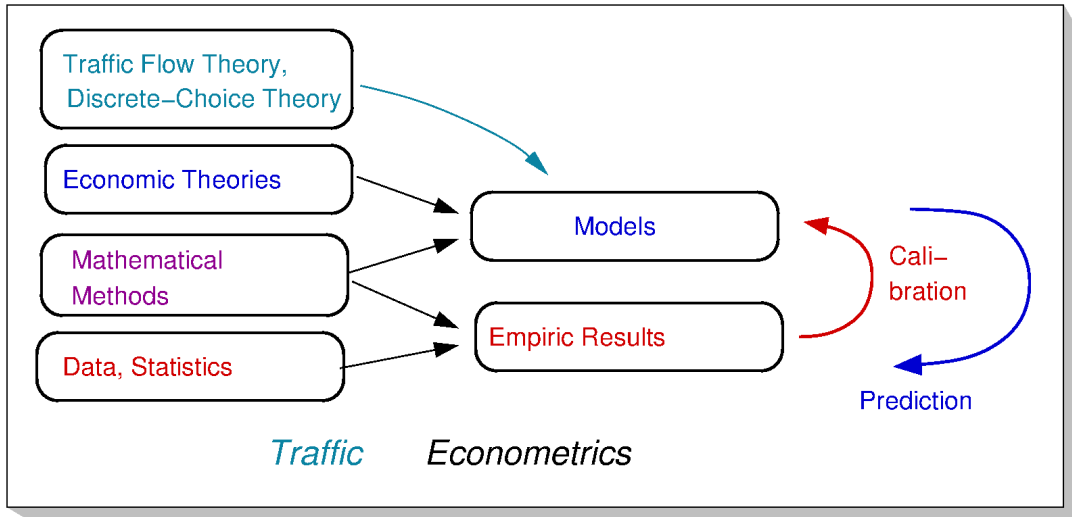 Traffic Flow Theory,
Discrete−Choice Theory
Economic Theories
Mathematical
Methods
Data, Statistics
Models
Empiric Results
Cali−
bration
Prediction
Traffic Econometrics